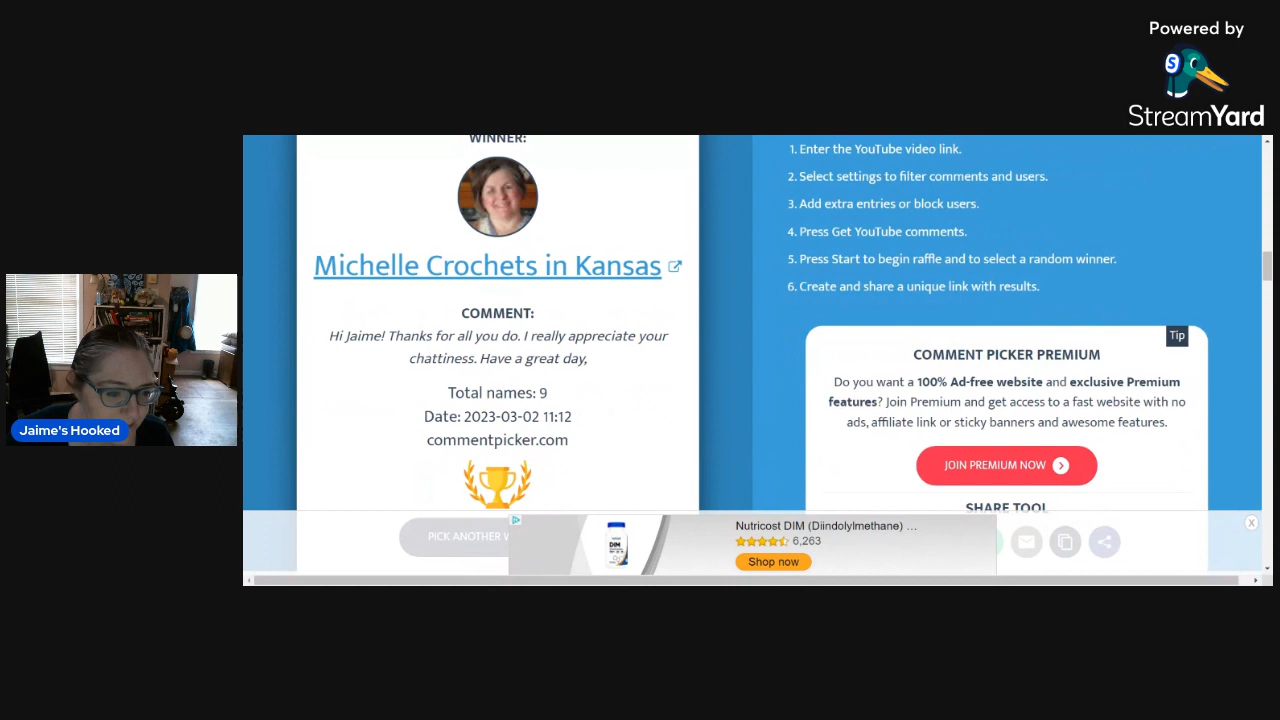 Powered by
StreamYard
WINNER:
Michelle Crochets in Kansas
COMMENT:
Hi Jaime! Thanks for all you do. I really appreciate your
chattiness. Have a great day,
Total names: 9
Date: 2023-03-02 11:12
commentpicker.com
PICK ANOTHER W
1. Enter the YouTube video link.
2. Select settings to filter comments and users.
3. Add extra entries or block users.
4. Press Get YouTube comments.
5. Press Start to begin raffle and to select a random winner.
6. Create and share a unique link with results.
Tip
COMMENT PICKER PREMIUM
Do you want a 100% Ad-free website and exclusive Premium
features? Join Premium and get access to a fast website with no
ads, affiliate link or sticky banners and awesome features.
JOIN PREMIUM NOW
SHARE TOOL
Jaime's Hooked
DIM
Nutricost DIM (Diindolylmethane) ...
6,263
Shop now